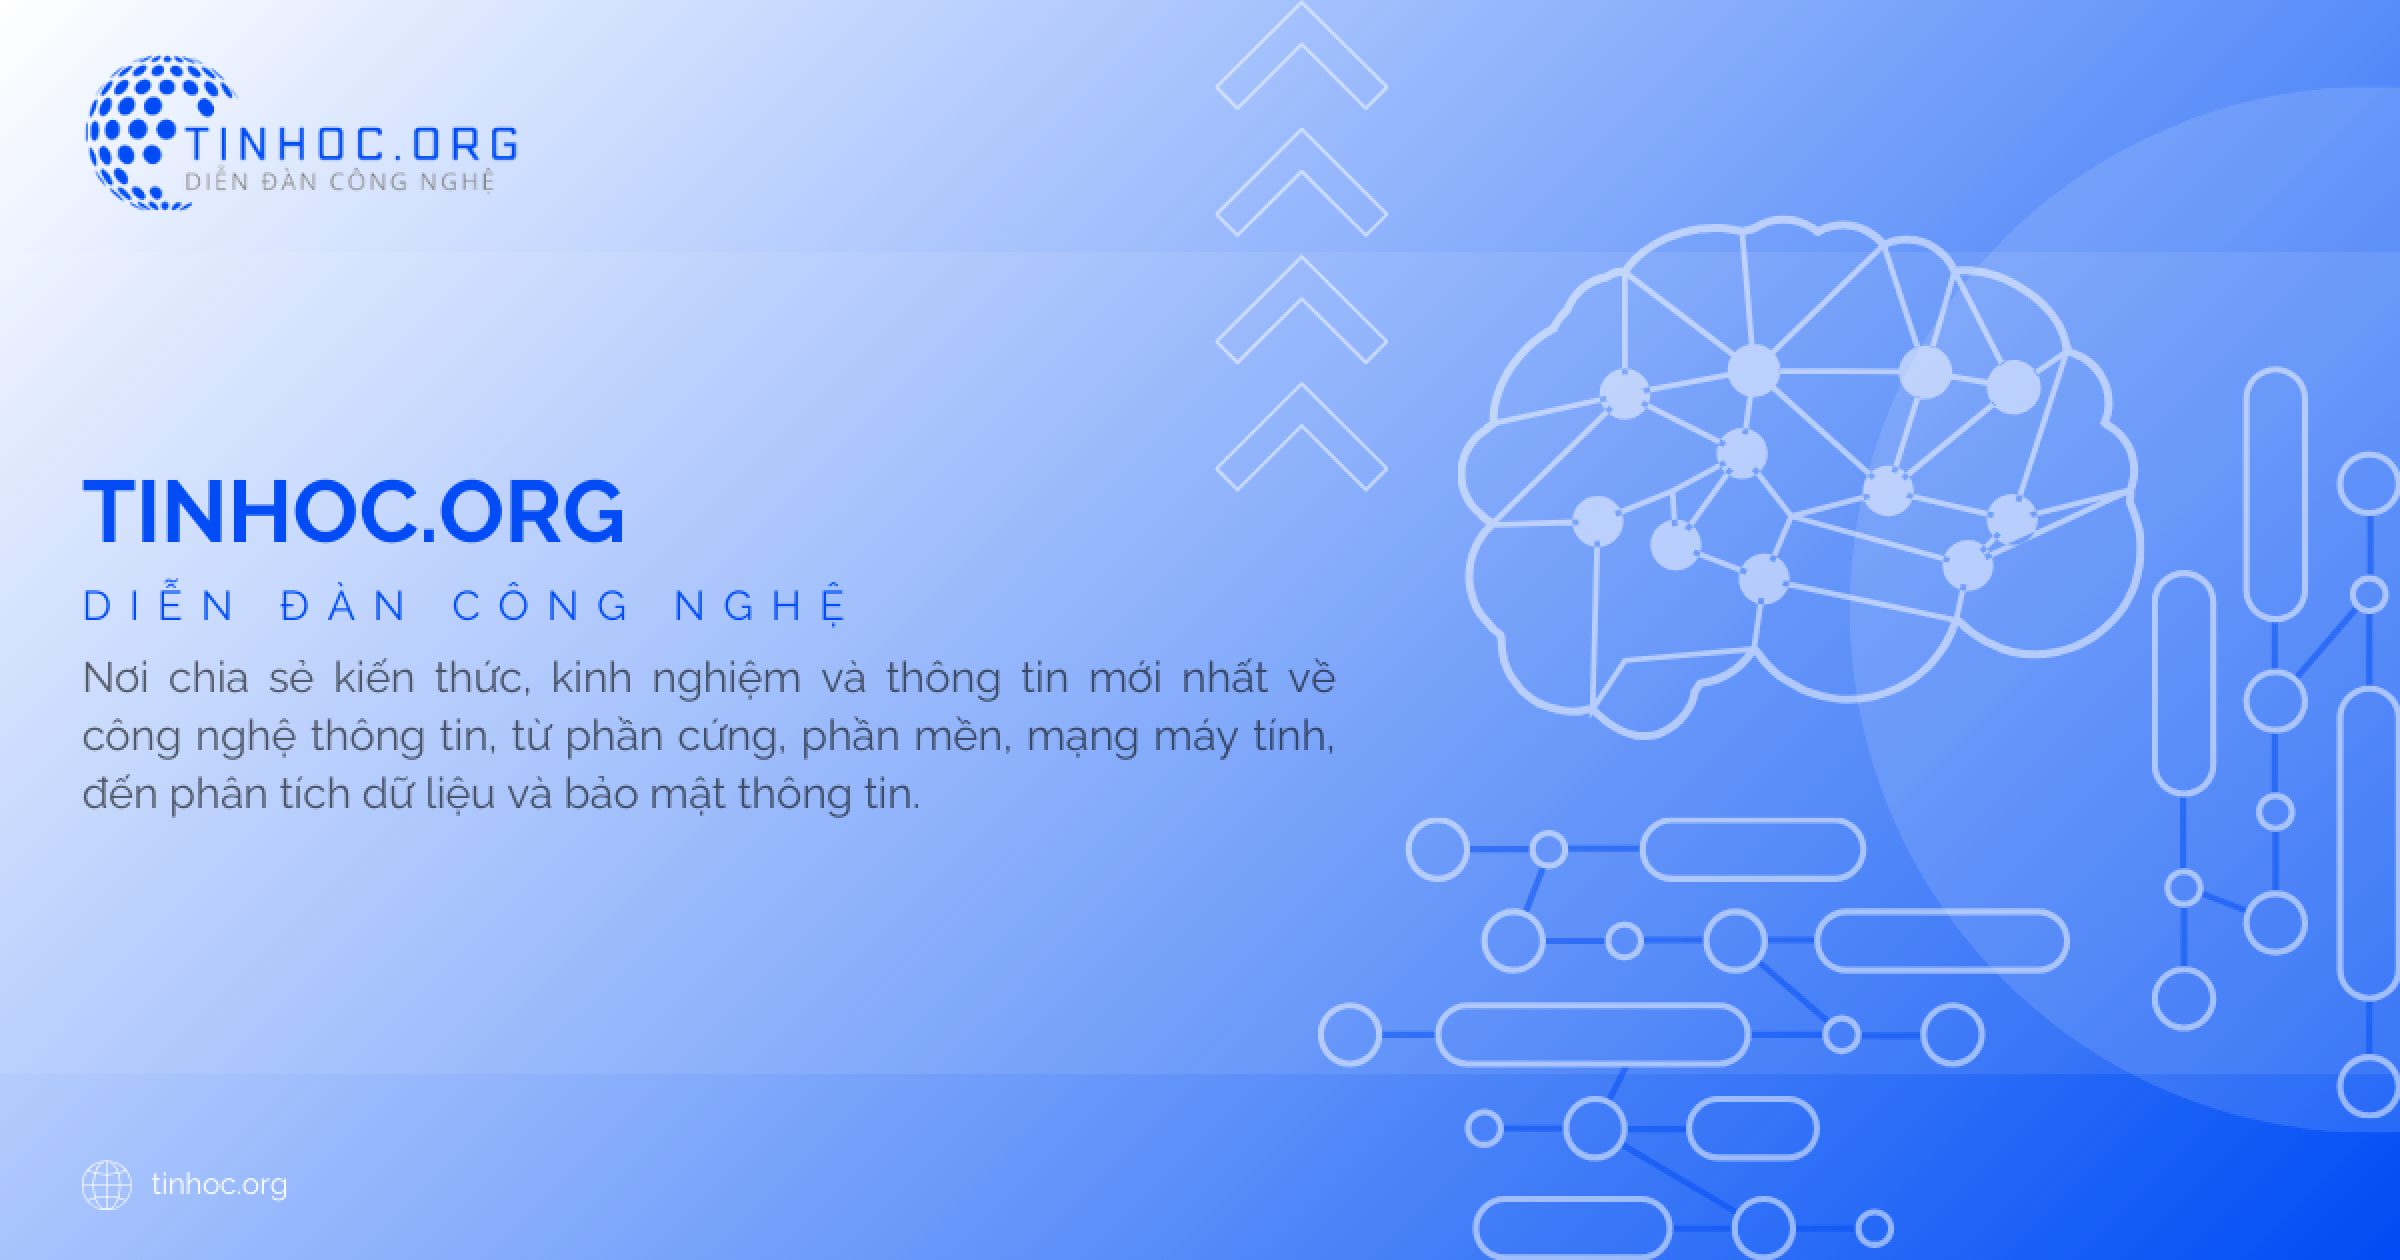 TINHOC.ORG
DIỄN ĐÀN CÔNG NGHỆ
TINHOC.ORG
DIỄN ĐÀN CÔNG NGHỆ
Nơi chia sẻ kiến thức, kinh nghiệm và thông tin mới nhất về
công nghệ thông tin, từ phần cứng, phần mền, mạng máy tính,
đến phân tích dữ liệu và bảo mật thông tin.
tinhoc.org